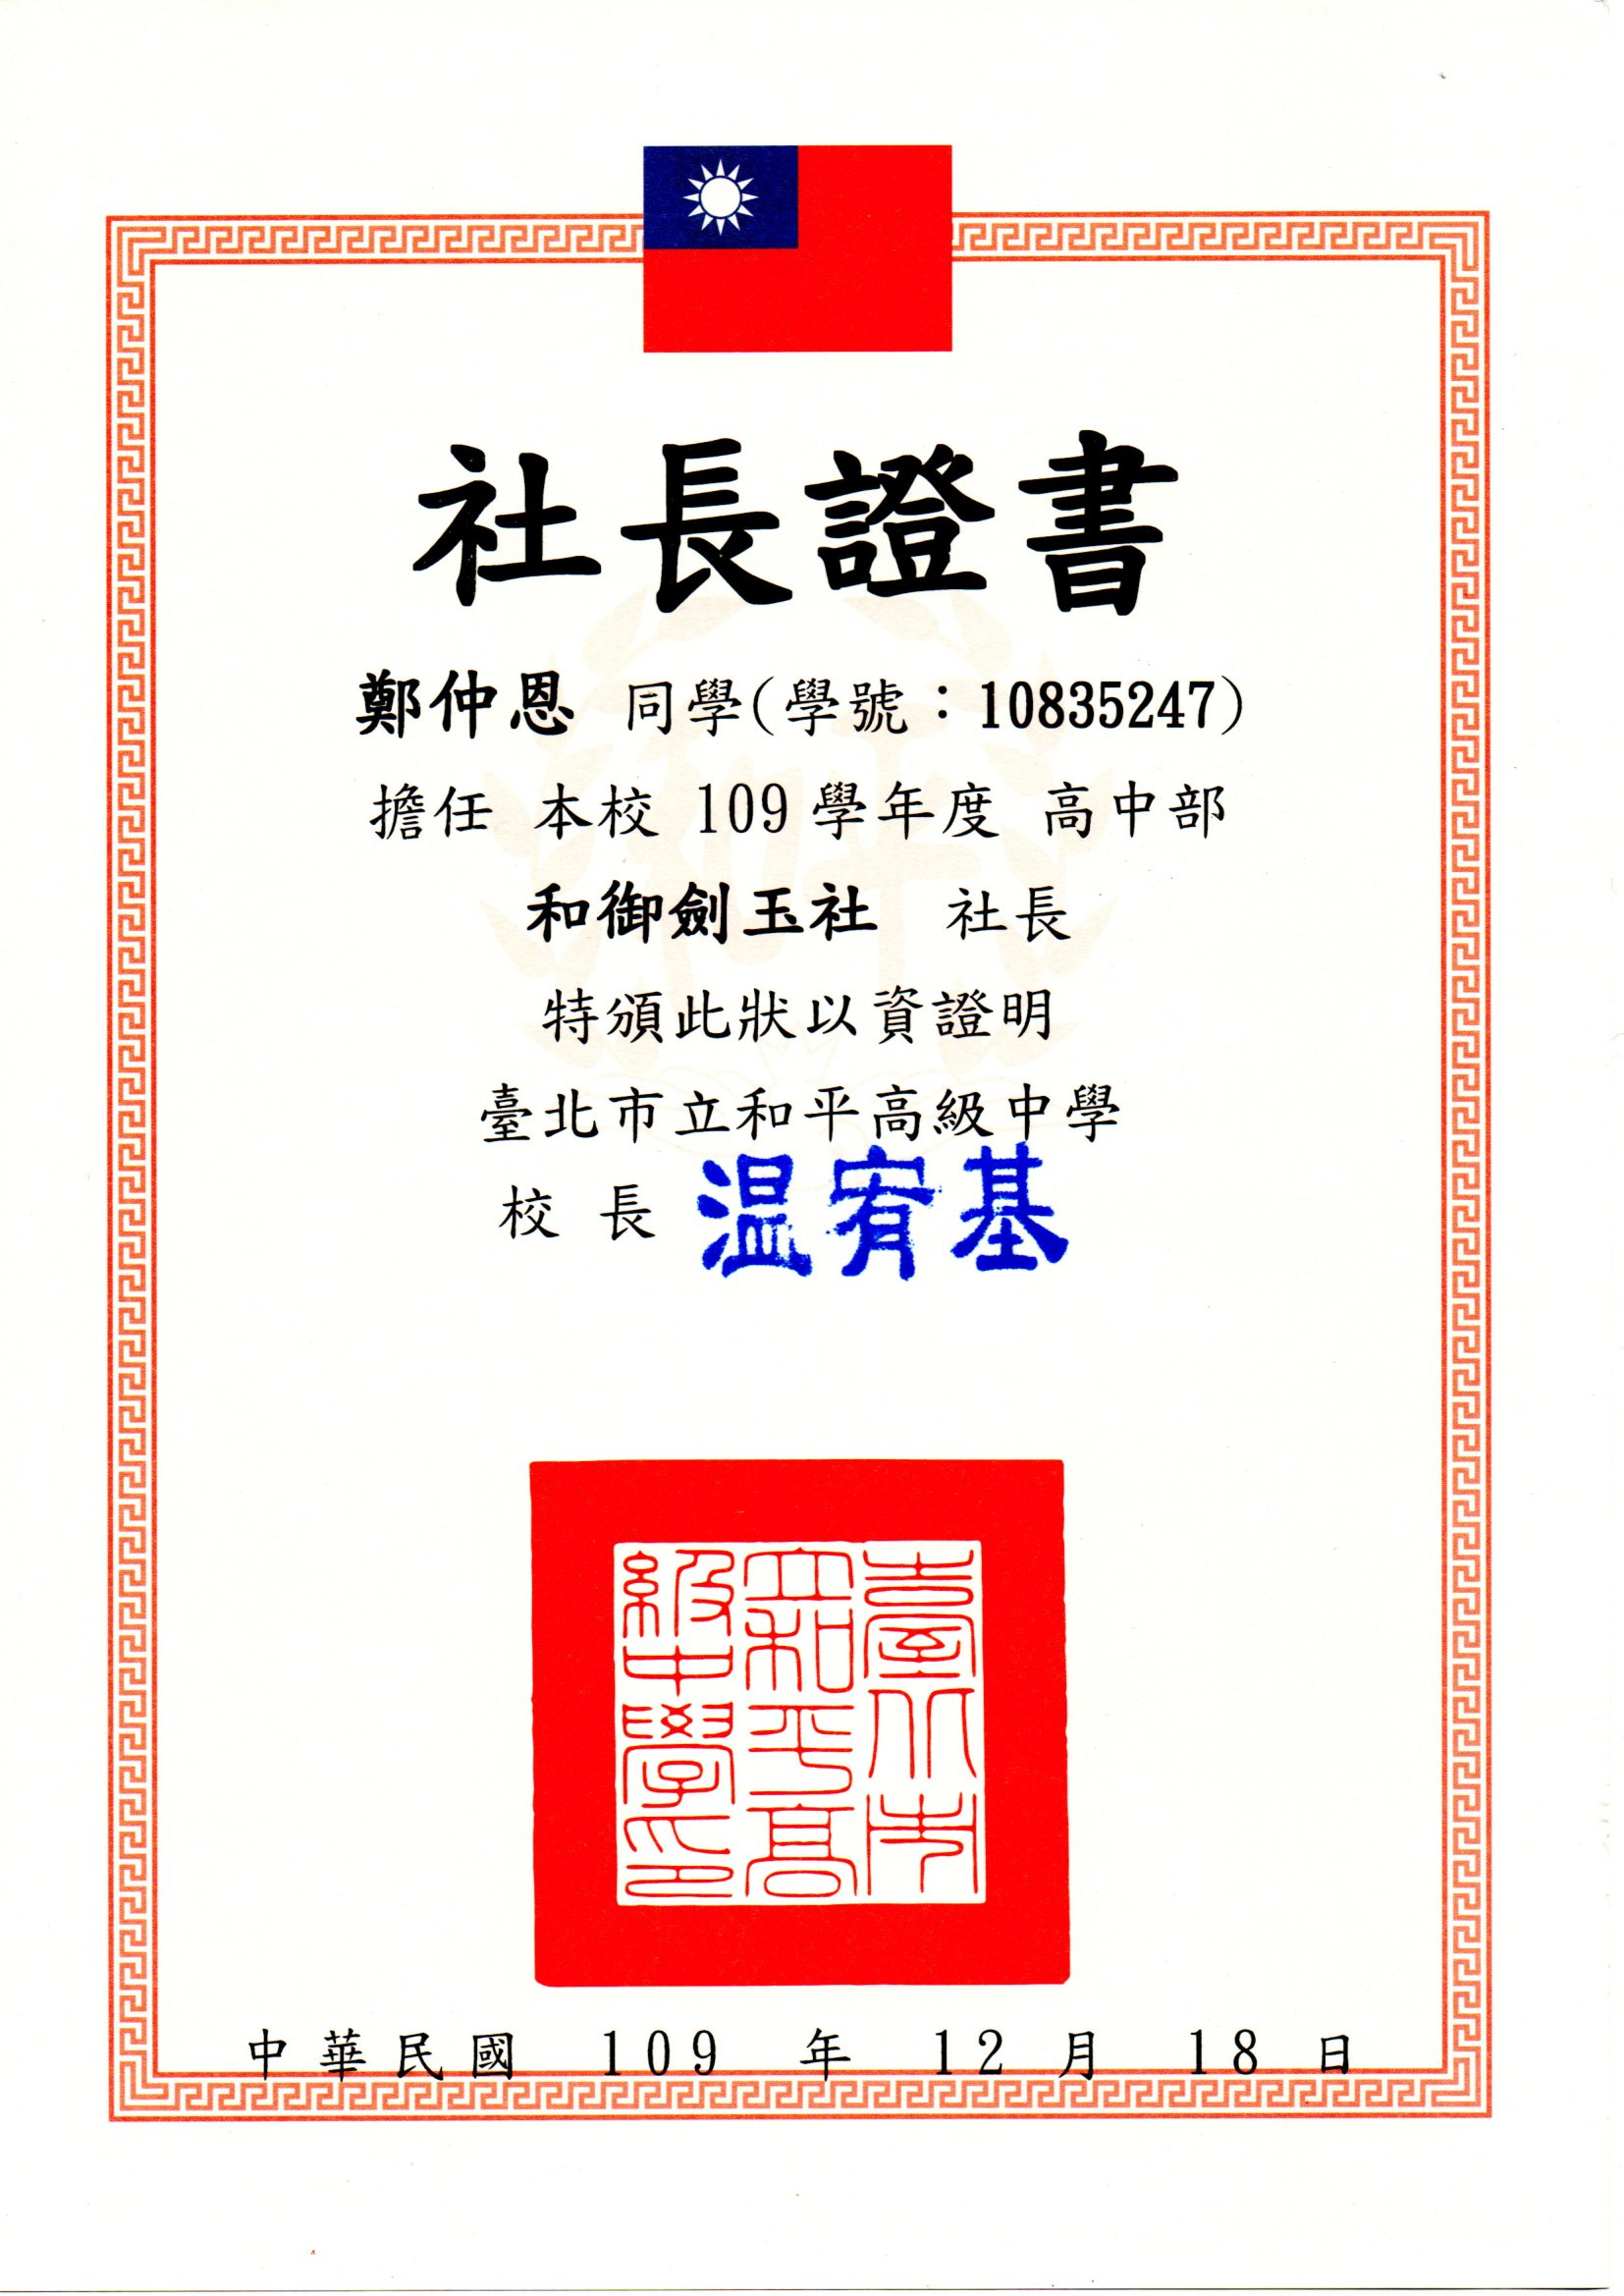 社長證書
鄭仲恩 同學(學號：10835247)
擔任 本校 109 學年度 高中部
和御劍玉社 社長
特頒此狀以資證明
臺北市立和平高級中學
校 長 温宥基
臺北市
立和平高
級中學印
中 華 民 國 109 年 12 月 18 日